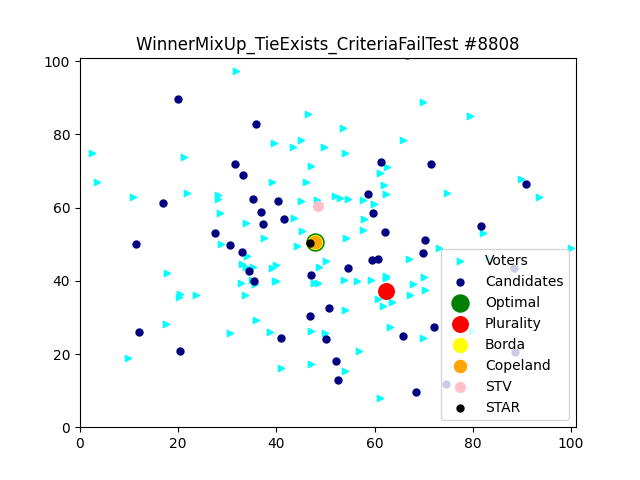 WinnerMixUp_TieExists_CriteriaFailTest #8808
100
80
60
40
20
0
0 20 40 60 80 100
Voters
Candidates
Optimal
Plurality
Borda
Copeland
STV
STAR